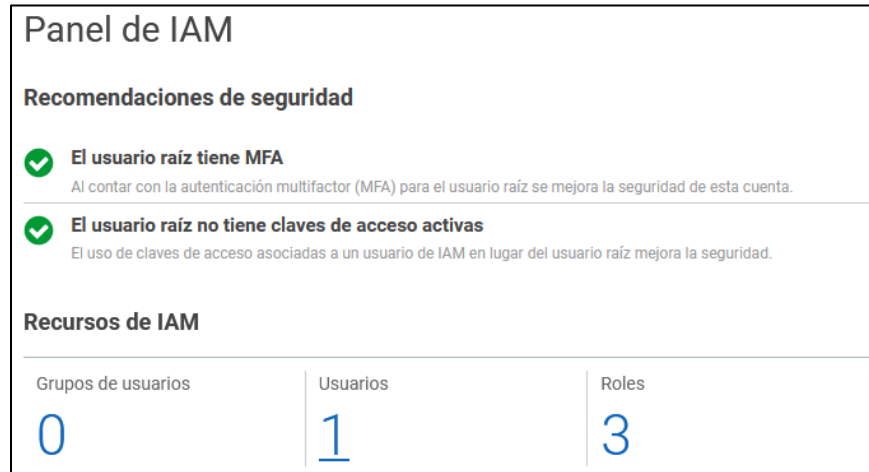 Panel de IAM
Recomendaciones de seguridad
El usuario raíz tiene MFA
Al contar con la autenticación multifactor (MFA) para el usuario raíz se mejora la seguridad de esta cuenta.
El usuario raíz no tiene claves de acceso activas
El uso de claves de acceso asociadas a un usuario de IAM en lugar del usuario raíz mejora la seguridad.
Recursos de IAM
Grupos de usuarios Usuarios Roles
0 1 3